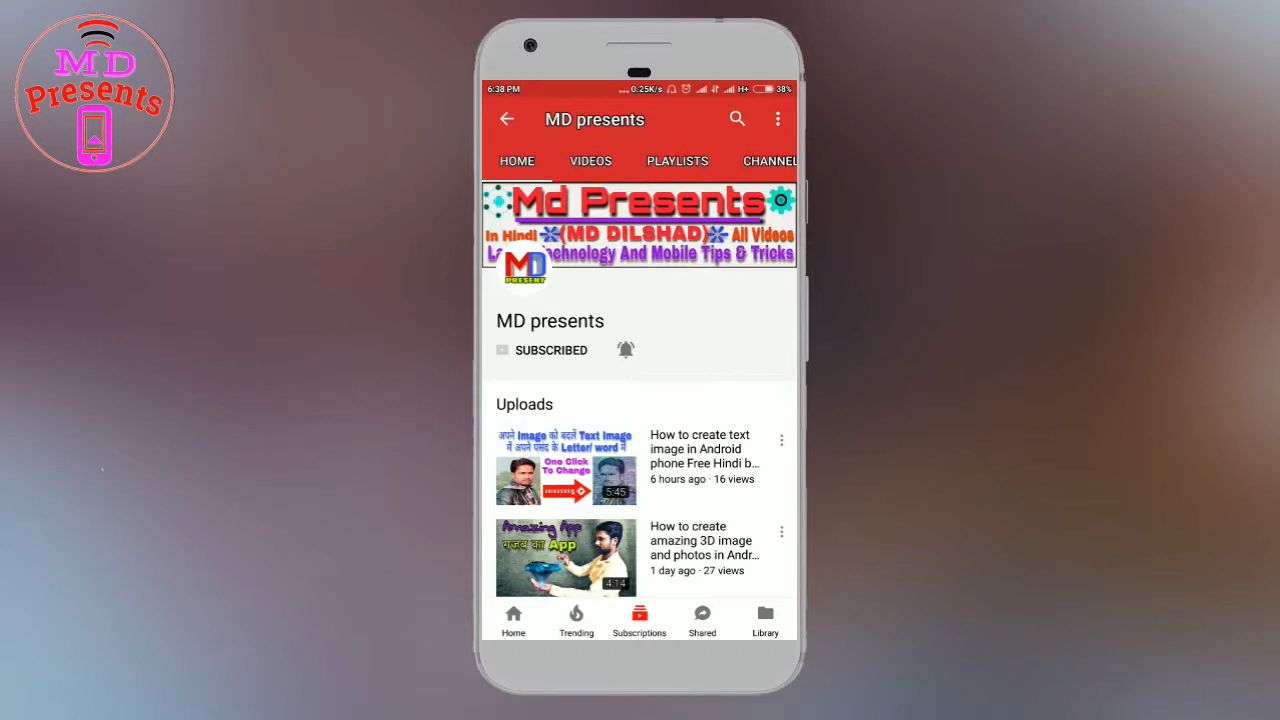 MD
Presents
6:38 PM
...0.25K/s H+ 38%
MD presents
HOME VIDEOS PLAYLISTS CHANNEL
Md Presents
In Hindi (MD DILSHAD) All Videos
Technology And Mobile Tips & Tricks
MD
PRESENT
MD presents
SUBSCRIBED
Uploads
अपने Image को बदलें Text Image
में अपने पसंद के Letter/ word में
One Click
To Change
SUBSCRIBE
5:45
How to create text
image in Android
phone Free Hindi b...
6 hours ago · 16 views
Amazing App
गजब का App
4:14
How to create
amazing 3D image
and photos in Andr...
1 day ago · 27 views
Home Trending Subscriptions Shared Library